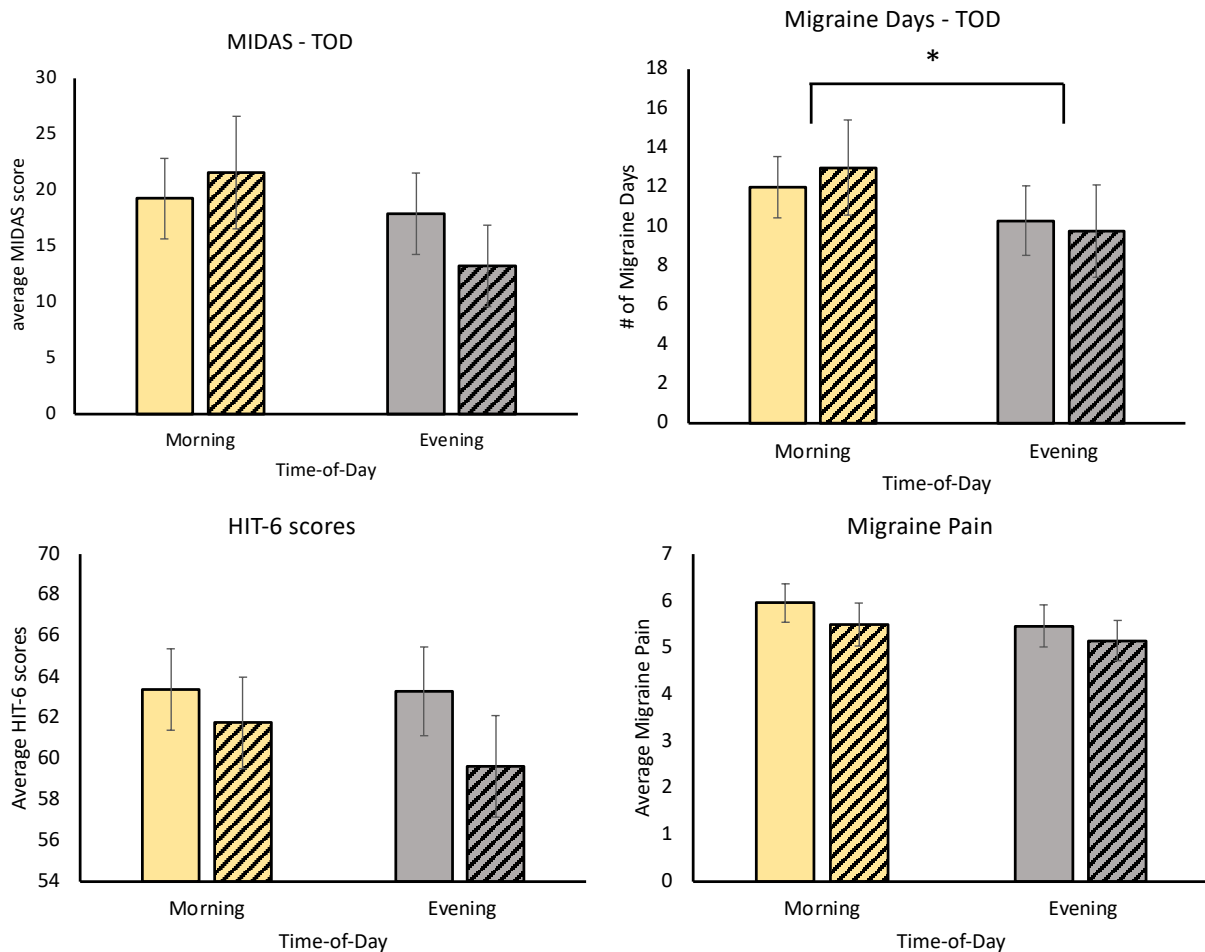 MIDAS - TOD
30
25
20
15
10
5
0
average MIDAS score
Morning
Evening
Time-of-Day
Migraine Days - TOD
*
18
16
14
12
10
8
6
4
2
0
# of Migraine Days
Morning
Evening
Time-of-Day
HIT-6 scores
70
68
66
64
62
60
58
56
54
Average HIT-6 scores
Morning
Evening
Time-of-Day
Migraine Pain
7
6
5
4
3
2
1
0
Average Migraine Pain
Morning
Evening
Time-of-Day